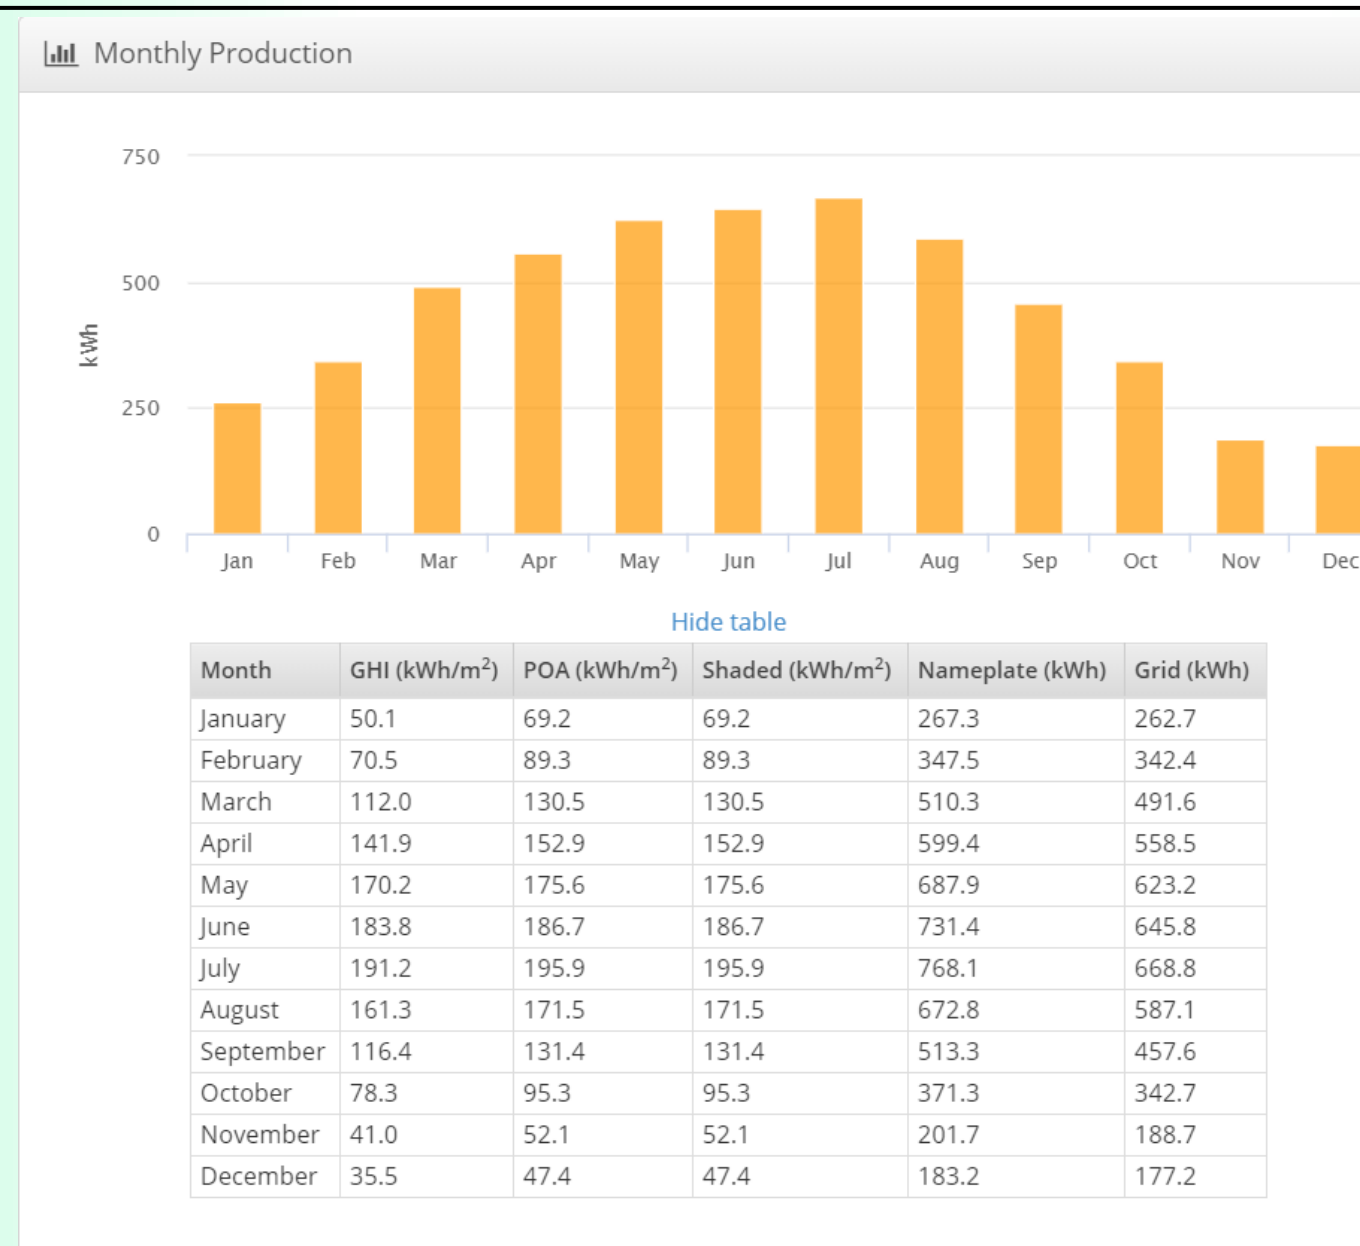 Monthly Production
750
500
250
0
kWh
Jan Feb Mar Apr May Jun Jul Aug Sep Oct Nov Dec
Hide table
Month GHI (kWh/m²) POA (kWh/m²) Shaded (kWh/m²) Nameplate (kWh) Grid (kWh)
January 50.1 69.2 69.2 267.3 262.7
February 70.5 89.3 89.3 347.5 342.4
March 112.0 130.5 130.5 510.3 491.6
April 141.9 152.9 152.9 599.4 558.5
May 170.2 175.6 175.6 687.9 623.2
June 183.8 186.7 186.7 731.4 645.8
July 191.2 195.9 195.9 768.1 668.8
August 161.3 171.5 171.5 672.8 587.1
September 116.4 131.4 131.4 513.3 457.6
October 78.3 95.3 95.3 371.3 342.7
November 41.0 52.1 52.1 201.7 188.7
December 35.5 47.4 47.4 183.2 177.2